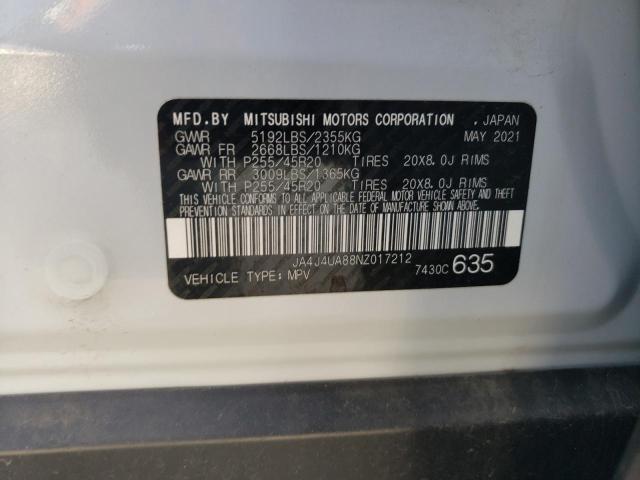 MFD.BY MITSUBISHI MOTORS CORPORATION . JAPAN
GVWR 5192LBS/2355KG MAY 2021
GAWR FR 2668LBS/1210KG
WITH P255/45R20 TIRES 20X8.0J RIMS
GAWR RR 3009LBS/1365KG
WITH P255/45R20 TIRES 20X8.0J RIMS
THIS VEHICLE CONFORMS TO ALL APPLICABLE FEDERAL MOTOR VEHICLE SAFETY AND THEFT
PREVENTION STANDARDS IN EFFECT ON THE DATE OF MANUFACTURE SHOWN ABOVE.
JA4J4UA88NZ017212
VEHICLE TYPE: MPV 7430C 635